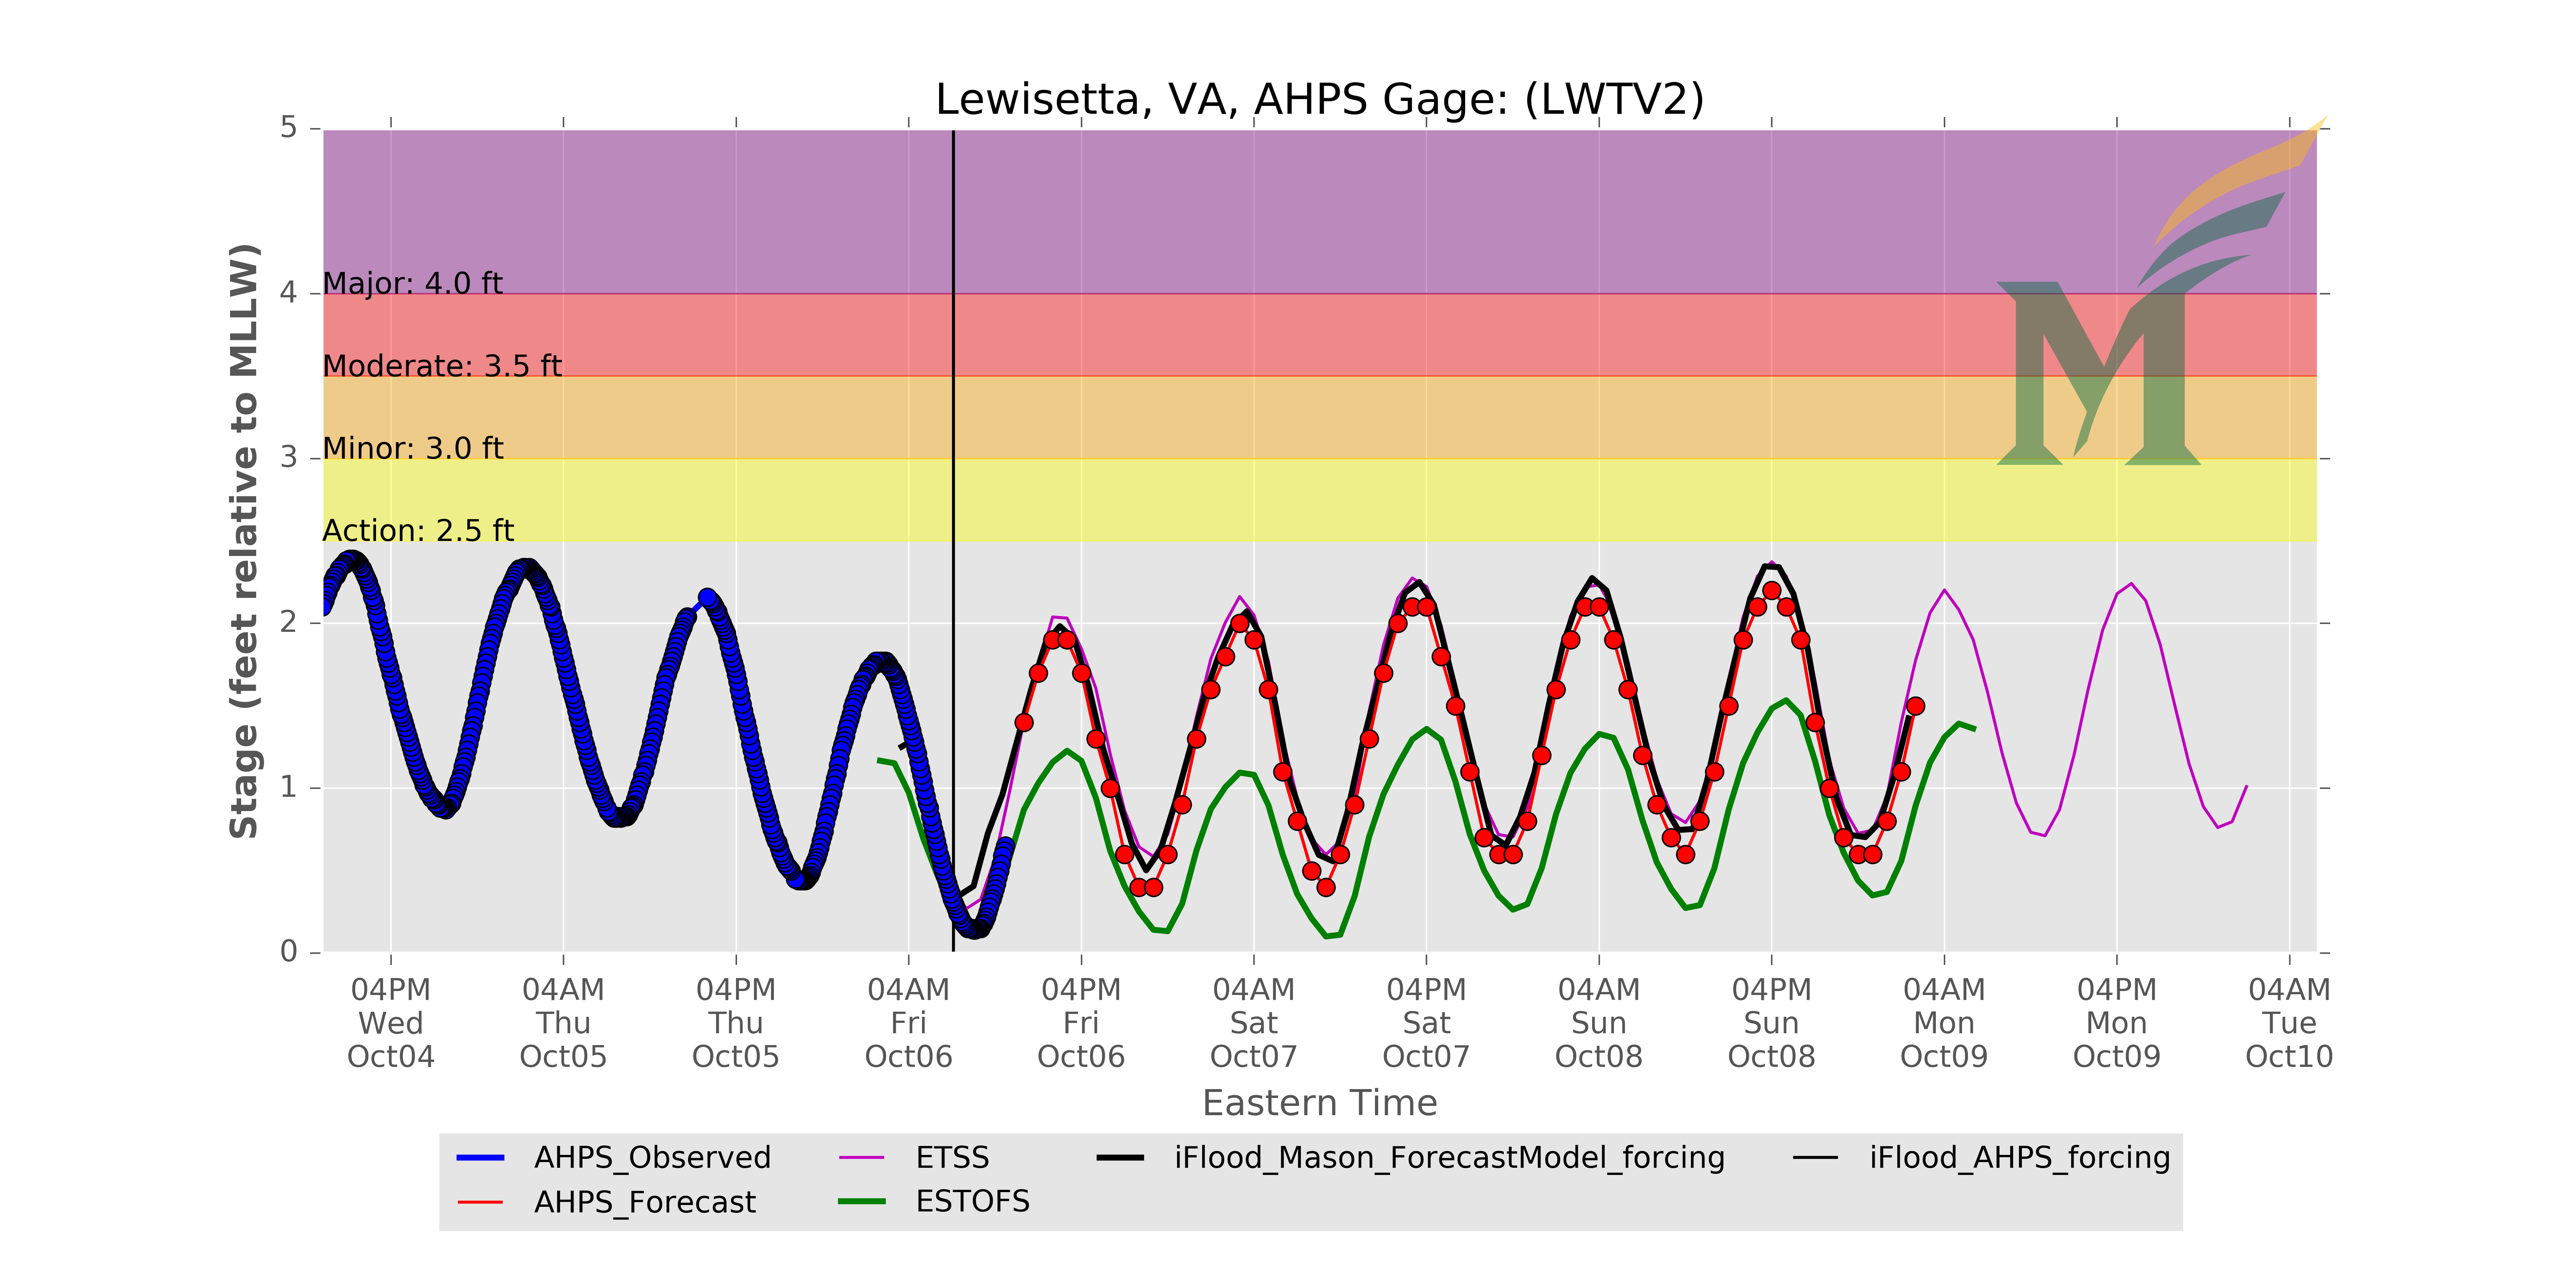 Lewisetta, VA, AHPS Gage: (LWTV2)
Stage (feet relative to MLLW)
5
4
3
2
1
0
Major: 4.0 ft
Moderate: 3.5 ft
Minor: 3.0 ft
Action: 2.5 ft
M
04PM 04AM 04PM 04AM 04PM 04AM 04PM 04AM 04PM 04AM 04PM 04AM
Wed Thu Thu Fri Fri Sat Sat Sun Sun Mon Mon Tue
Oct04 Oct05 Oct05 Oct06 Oct06 Oct07 Oct07 Oct08 Oct08 Oct09 Oct09 Oct10
Eastern Time
AHPS_Observed ETSS iFlood_Mason_ForecastModel_forcing iFlood_AHPS_forcing
AHPS_Forecast ESTOFS